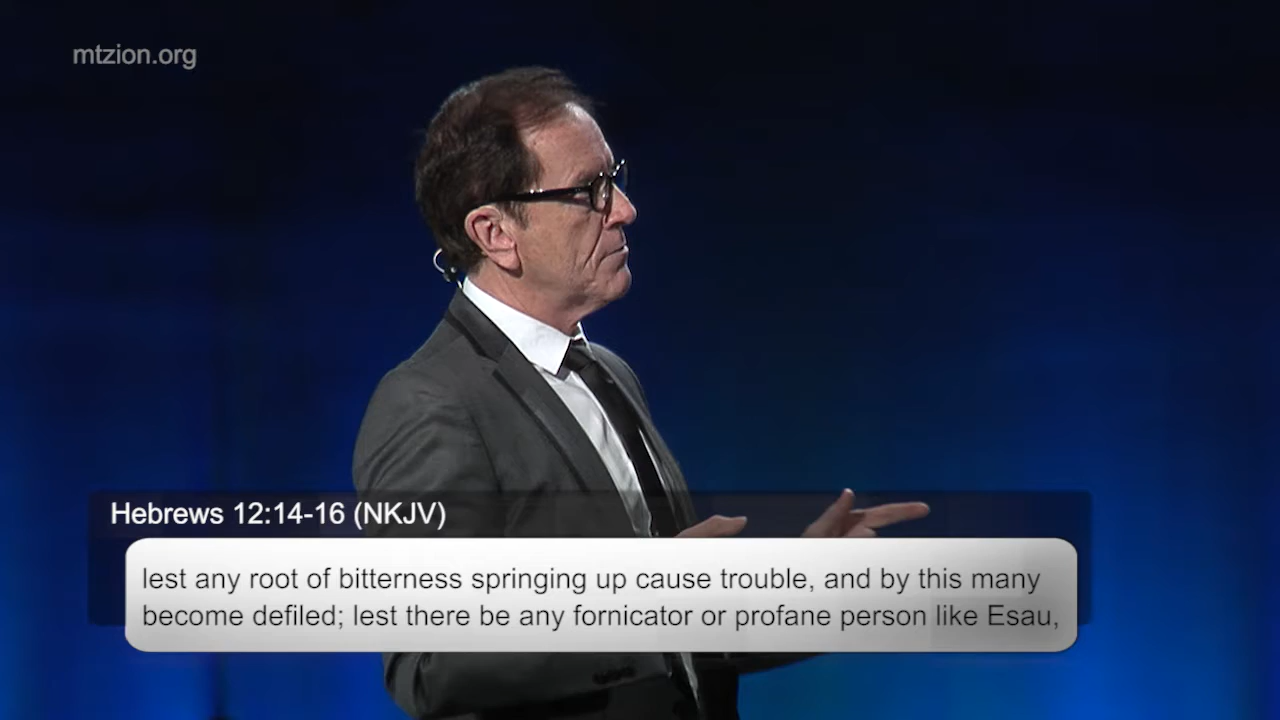 mtzion.org
Hebrews 12:14-16 (NKJV)
lest any root of bitterness springing up cause trouble, and by this many
become defiled; lest there be any fornicator or profane person like Esau,